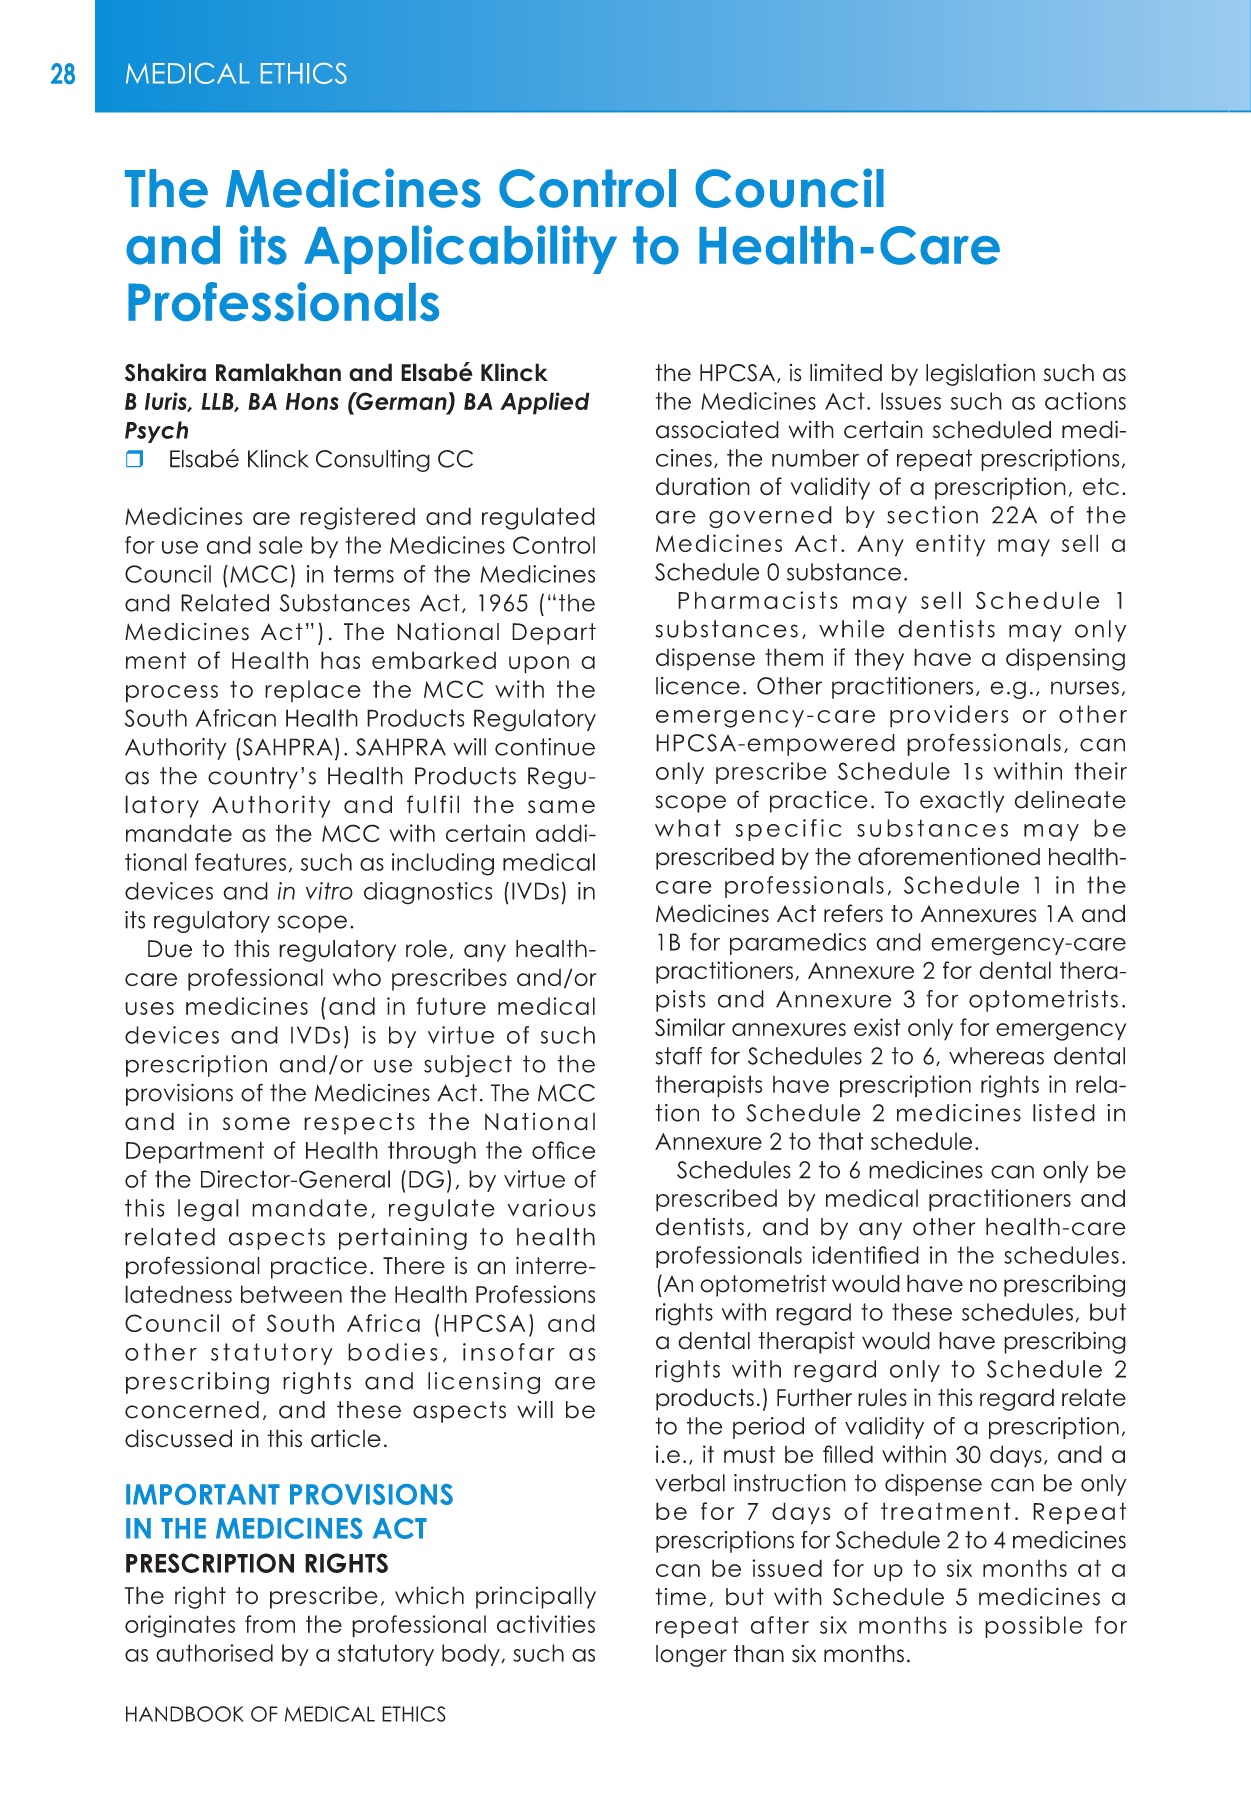 28
MEDICAL ETHICS
The Medicines Control Council
and its Applicability to Health-Care
Professionals
Shakira Ramlakhan and Elsabé Klinck
B Iuris, LLB, BA Hons (German) BA Applied
Psych
❒ Elsabé Klinck Consulting CC
Medicines are registered and regulated
for use and sale by the Medicines Control
Council (MCC) in terms of the Medicines
and Related Substances Act, 1965 (“the
Medicines Act”). The National Depart
ment of Health has embarked upon a
process to replace the MCC with the
South African Health Products Regulatory
Authority (SAHPRA). SAHPRA will continue
as the country’s Health Products Regu-
latory Authority and fulfil the same
mandate as the MCC with certain addi-
tional features, such as including medical
devices and in vitro diagnostics (IVDs) in
its regulatory scope.
Due to this regulatory role, any health-
care professional who prescribes and/or
uses medicines (and in future medical
devices and IVDs) is by virtue of such
prescription and/or use subject to the
provisions of the Medicines Act. The MCC
and in some respects the National
Department of Health through the office
of the Director-General (DG), by virtue of
this legal mandate, regulate various
related aspects pertaining to health
professional practice. There is an interre-
latedness between the Health Professions
Council of South Africa (HPCSA) and
other statutory bodies, insofar as
prescribing rights and licensing are
concerned, and these aspects will be
discussed in this article.
IMPORTANT PROVISIONS
IN THE MEDICINES ACT
PRESCRIPTION RIGHTS
The right to prescribe, which principally
originates from the professional activities
as authorised by a statutory body, such as
the HPCSA, is limited by legislation such as
the Medicines Act. Issues such as actions
associated with certain scheduled medi-
cines, the number of repeat prescriptions,
duration of validity of a prescription, etc.
are governed by section 22A of the
Medicines Act. Any entity may sell a
Schedule 0 substance.
Pharmacists may sell Schedule 1
substances, while dentists may only
dispense them if they have a dispensing
licence. Other practitioners, e.g., nurses,
emergency-care providers or other
HPCSA-empowered professionals, can
only prescribe Schedule 1s within their
scope of practice. To exactly delineate
what specific substances may be
prescribed by the aforementioned health-
care professionals, Schedule 1 in the
Medicines Act refers to Annexures 1A and
1B for paramedics and emergency-care
practitioners, Annexure 2 for dental thera-
pists and Annexure 3 for optometrists.
Similar annexures exist only for emergency
staff for Schedules 2 to 6, whereas dental
therapists have prescription rights in rela-
tion to Schedule 2 medicines listed in
Annexure 2 to that schedule.
Schedules 2 to 6 medicines can only be
prescribed by medical practitioners and
dentists, and by any other health-care
professionals identified in the schedules.
(An optometrist would have no prescribing
rights with regard to these schedules, but
a dental therapist would have prescribing
rights with regard only to Schedule 2
products.) Further rules in this regard relate
to the period of validity of a prescription,
i.e., it must be filled within 30 days, and a
verbal instruction to dispense can be only
be for 7 days of treatment. Repeat
prescriptions for Schedule 2 to 4 medicines
can be issued for up to six months at a
time, but with Schedule 5 medicines a
repeat after six months is possible for
longer than six months.
HANDBOOK OF MEDICAL ETHICS